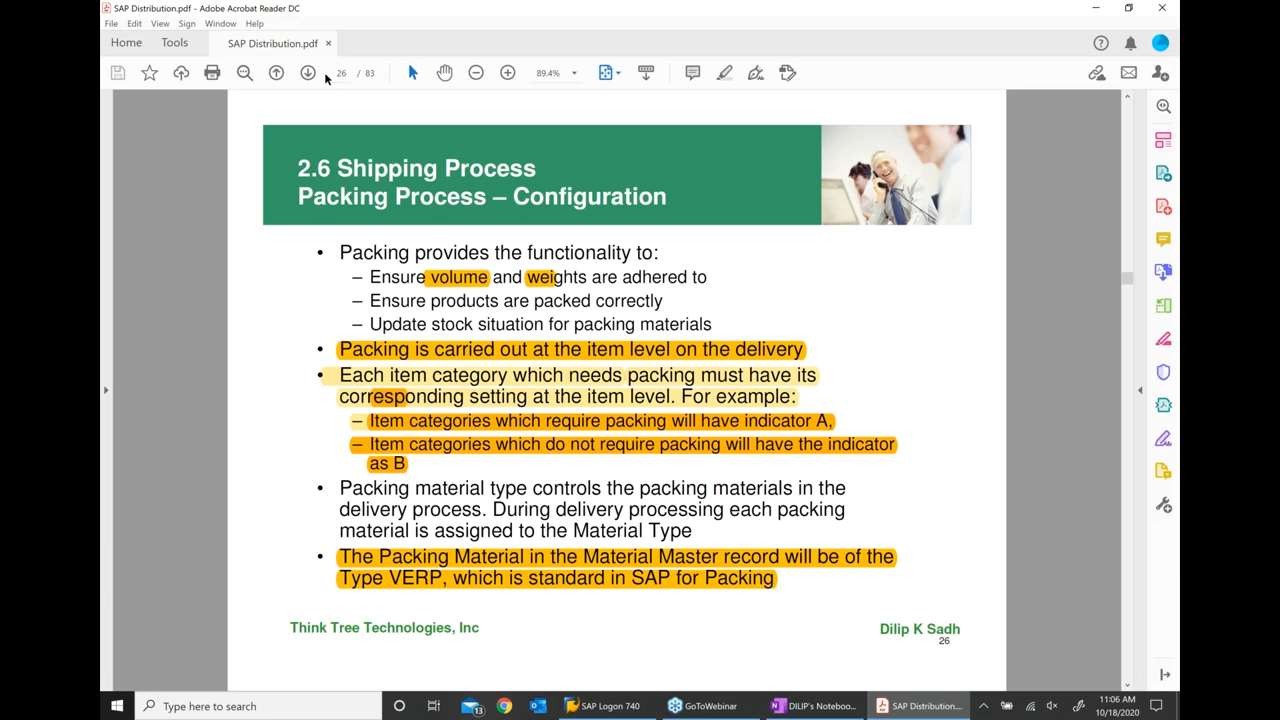 SAP Distribution.pdf - Adobe Acrobat Reader DC
File Edit View Sign Window Help
Home Tools SAP Distribution.pdf ×
26 / 83 89.4%
2.6 Shipping Process
Packing Process – Configuration
• Packing provides the functionality to:
– Ensure volume and weights are adhered to
– Ensure products are packed correctly
– Update stock situation for packing materials
• Packing is carried out at the item level on the delivery
• Each item category which needs packing must have its
corresponding setting at the item level. For example:
– Item categories which require packing will have indicator A,
– Item categories which do not require packing will have the indicator
as B
• Packing material type controls the packing materials in the
delivery process. During delivery processing each packing
material is assigned to the Material Type
• The Packing Material in the Material Master record will be of the
Type VERP, which is standard in SAP for Packing
Think Tree Technologies, Inc Dilip K Sadh
26
Type here to search 13 SAP Logon 740 GoToWebinar DILIP's Noteboo... SAP Distribution.... 11:06 AM
10/18/2020